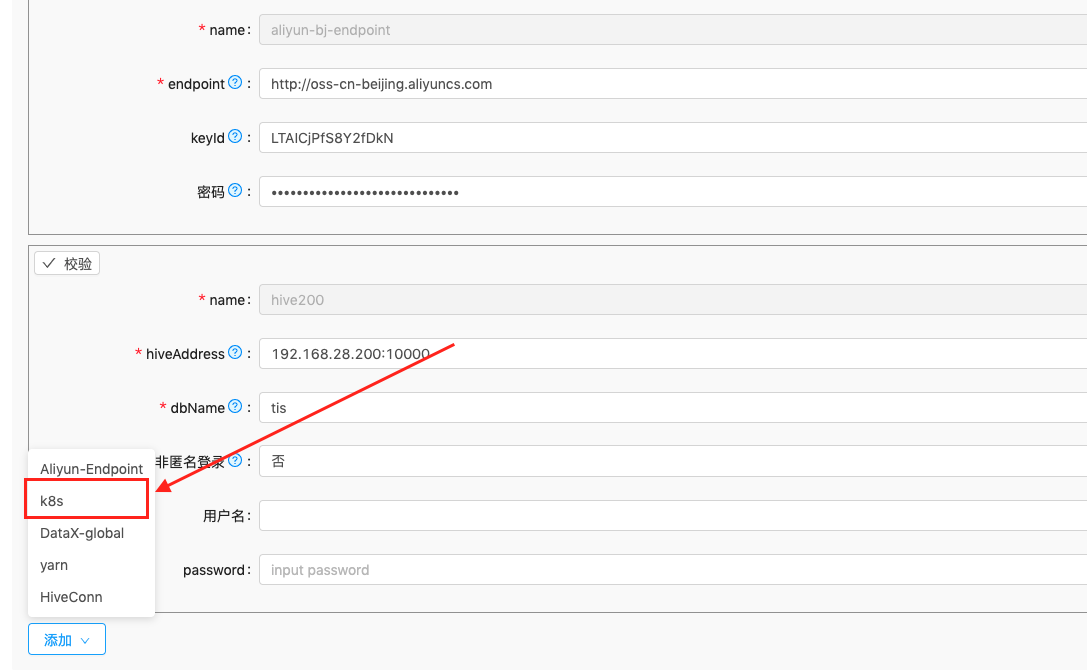 * name:
aliyun-bj-endpoint
* endpoint ? :
http://oss-cn-beijing.aliyuncs.com
keyId ? :
LTAICjPfS8Y2fDkN
密码 ? :
••••••••••••••••••••••••••••••
校验
* name:
hive200
* hiveAddress ? :
192.168.28.200:10000
* dbName ? :
tis
非匿名登录 ? :
否
用户名:
password:
input password
Aliyun-Endpoint
k8s
DataX-global
yarn
HiveConn
添加